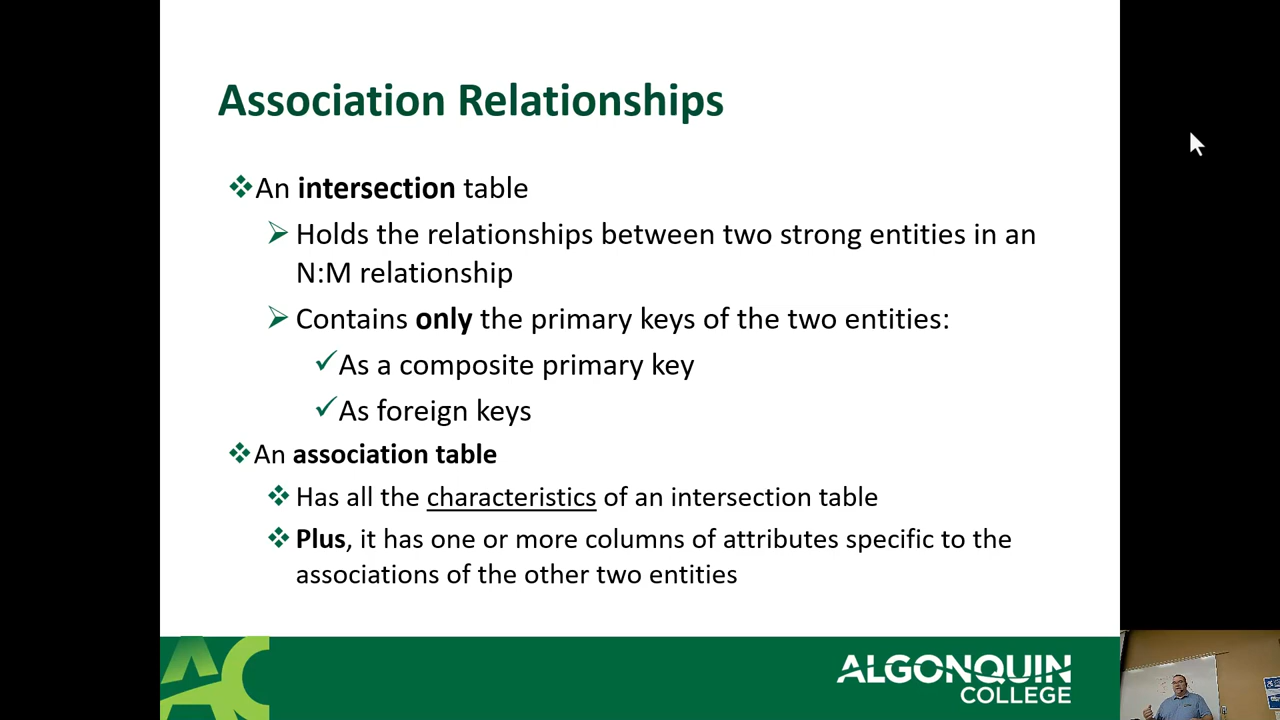 Association Relationships
An intersection table
Holds the relationships between two strong entities in an
N:M relationship
Contains only the primary keys of the two entities:
As a composite primary key
As foreign keys
An association table
Has all the characteristics of an intersection table
Plus, it has one or more columns of attributes specific to the
associations of the other two entities
AC
ALGONQUIN
COLLEGE